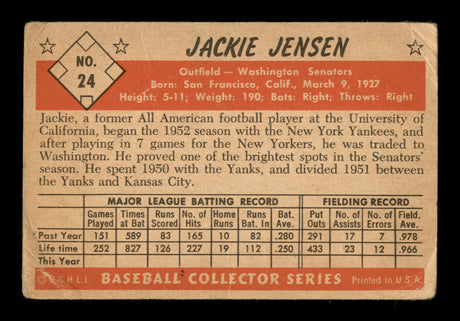 NO.
24
JACKIE JENSEN
Outfield — Washington Senators
Born: San Francisco, Calif., March 9, 1927
Height: 5-11; Weight: 190; Bats: Right; Throws: Right
Jackie, a former All American football player at the University of
California, began the 1952 season with the New York Yankees, and
after playing in 7 games for the New Yorkers, he was traded to
Washington. He proved one of the brightest spots in the Senators'
season. He spent 1950 with the Yanks, and divided 1951 between
the Yanks and Kansas City.
MAJOR LEAGUE BATTING RECORD FIELDING RECORD
Games Played Times at Bat Runs Scored No. of Hits Home Runs Runs Bat. In Bat. Ave. Put Outs No. of Assists No. of Errors Field. Ave.
Past Year 151 589 83 165 10 82 .280 291 17 7 .978
Life time 252 827 126 227 19 112 .250 433 23 12 .966
This Year
© B.G.H.L.I. BASEBALL COLLECTOR SERIES Printed in U.S.A.